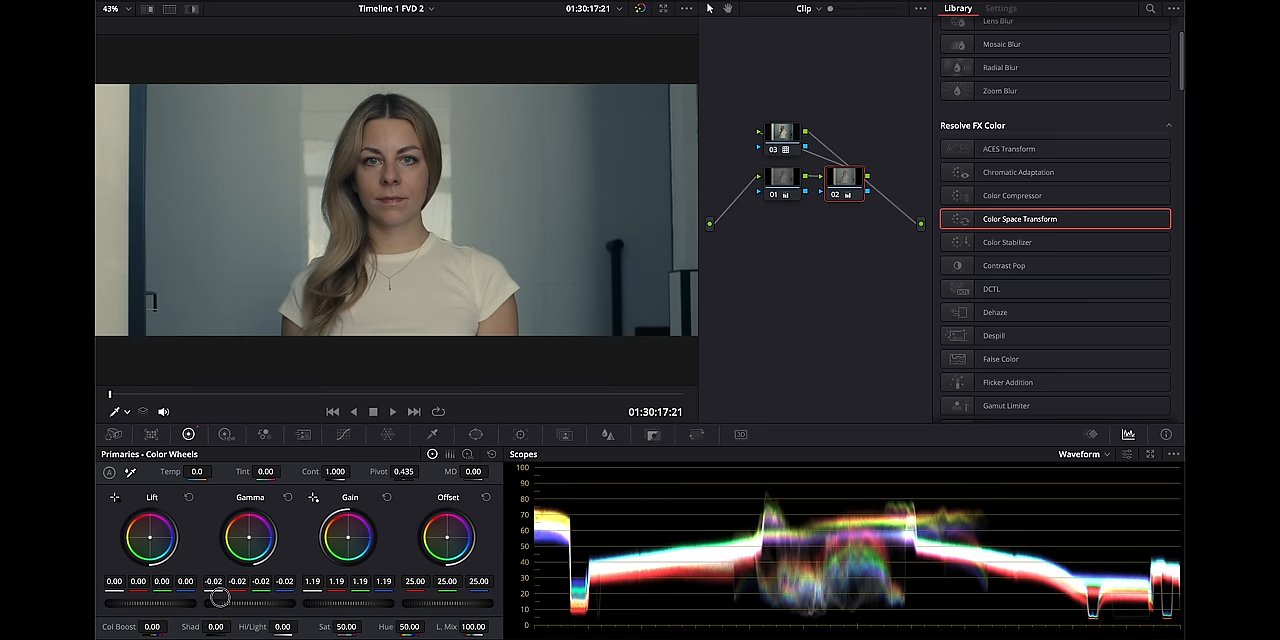 43% Timeline 1 FVD 2 01:30:17:21 Clip Library Settings
Lens Blur
Mosaic Blur
Radial Blur
Zoom Blur
Resolve FX Color
ACES Transform
Chromatic Adaptation
Color Compressor
Color Space Transform
Color Stabilizer
Contrast Pop
DCTL
Dehaze
Despill
False Color
Flicker Addition
Gamut Limiter
03
01 02
01:30:17:21
3D
Primaries - Color Wheels
Temp 0.0 Tint 0.00 Cont 1.000 Pivot 0.435 MD 0.00
Lift Gamma Gain Offset
0.00 0.00 0.00 0.00 -0.02 -0.02 -0.02 -0.02 1.19 1.19 1.19 1.19 25.00 25.00 25.00
Col Boost 0.00 Shad 0.00 Hi/Light 0.00 Sat 50.00 Hue 50.00 L. Mix 100.00
Scopes Waveform
100
90
80
70
60
50
40
30
20
10
0